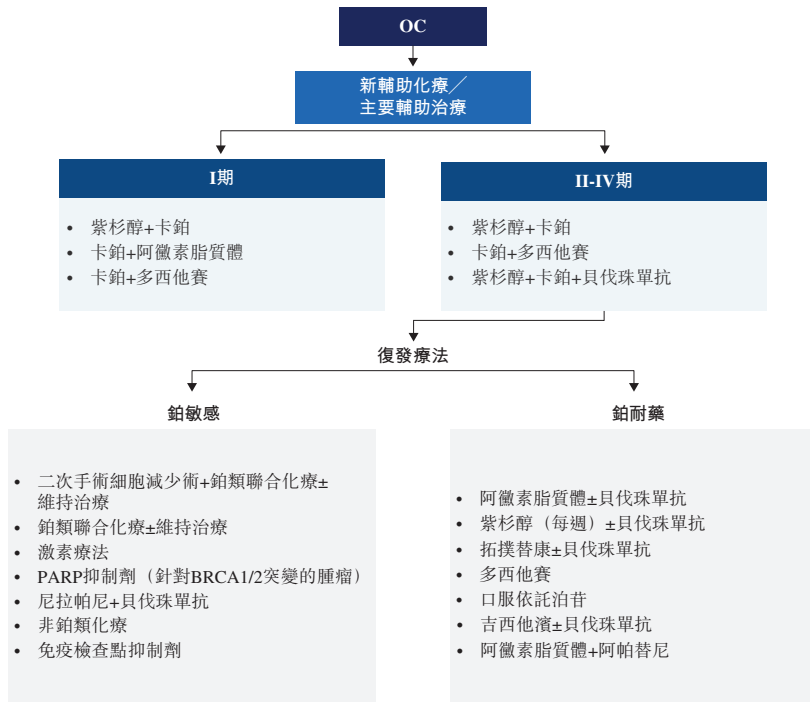 OC
新輔助化療／
主要輔助治療
I期
• 紫杉醇+卡鉑
• 卡鉑+阿黴素脂質體
• 卡鉑+多西他賽
II-IV期
• 紫杉醇+卡鉑
• 卡鉑+多西他賽
• 紫杉醇+卡鉑+貝伐珠單抗
復發療法
鉑敏感
• 二次手術細胞減少術+鉑類聯合化療±
維持治療
• 鉑類聯合化療±維持治療
• 激素療法
• PARP抑制劑（針對BRCA1/2突變的腫瘤）
• 尼拉帕尼+貝伐珠單抗
• 非鉑類化療
• 免疫檢查點抑制劑
鉑耐藥
• 阿黴素脂質體±貝伐珠單抗
• 紫杉醇（每週）±貝伐珠單抗
• 拓撲替康±貝伐珠單抗
• 多西他賽
• 口服依託泊苷
• 吉西他濱±貝伐珠單抗
• 阿黴素脂質體+阿帕替尼